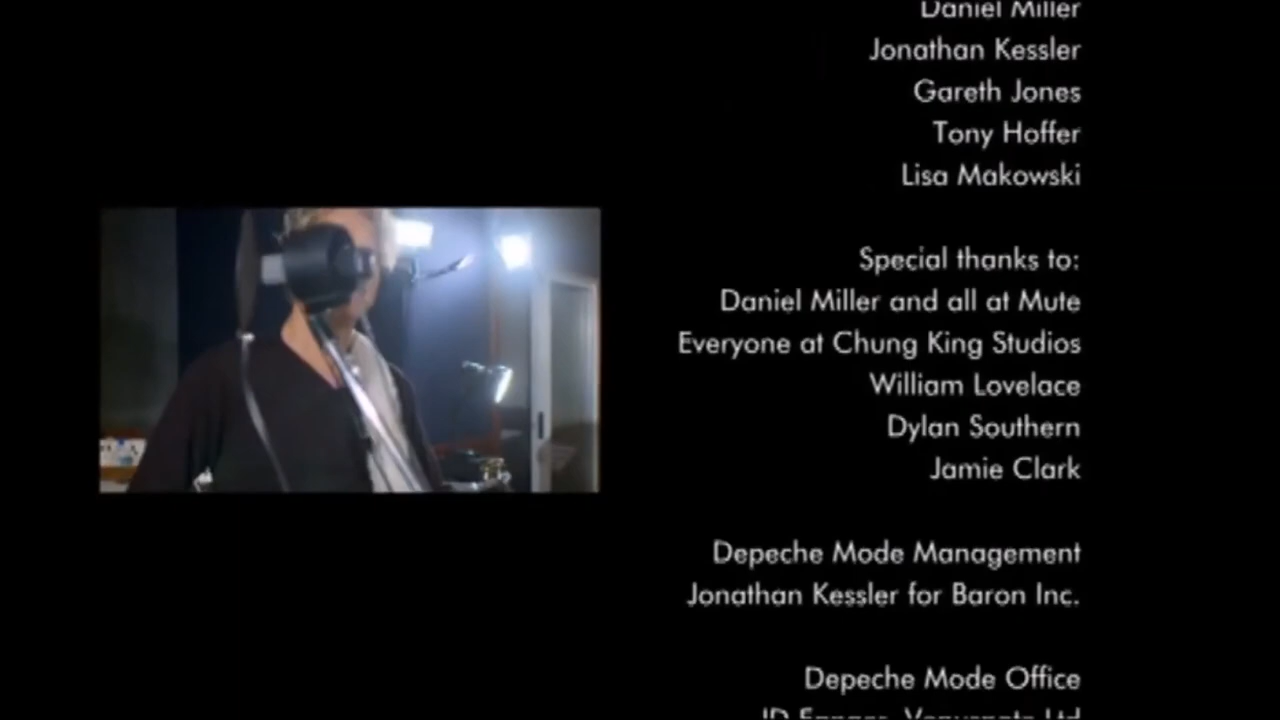 Daniel Miller
Jonathan Kessler
Gareth Jones
Tony Hoffer
Lisa Makowski
Special thanks to:
Daniel Miller and all at Mute
Everyone at Chung King Studios
William Lovelace
Dylan Southern
Jamie Clark
Depeche Mode Management
Jonathan Kessler for Baron Inc.
Depeche Mode Office